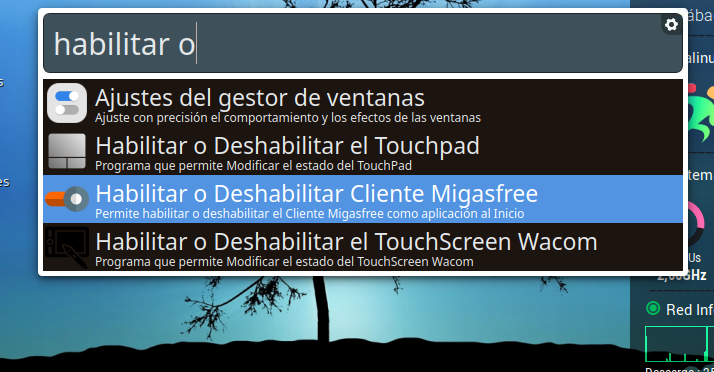 habilitar o
Ajustes del gestor de ventanas
Ajuste con precisión el comportamiento y los efectos de las ventanas
Habilitar o Deshabilitar el Touchpad
Programa que permite Modificar el estado del TouchPad
Habilitar o Deshabilitar Cliente Migasfree
Permite habilitar o deshabilitar el Cliente Migasfree como aplicación al Inicio
Habilitar o Deshabilitar el TouchScreen Wacom
Programa que permite Modificar el estado del TouchScreen Wacom
Us
GHz
Red Inf